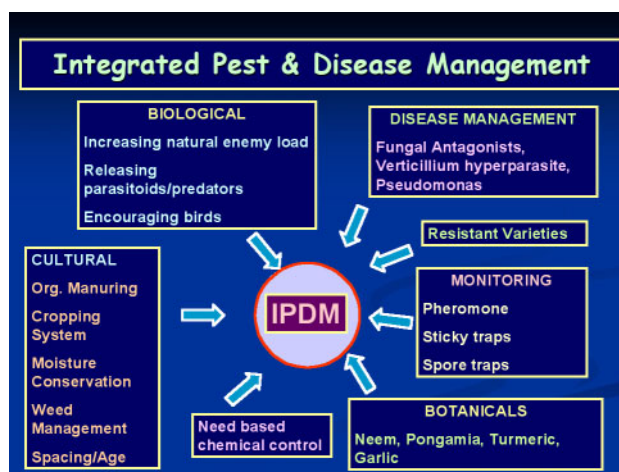 Integrated Pest & Disease Management
BIOLOGICAL
Increasing natural enemy load
Releasing
parasitoids/predators
Encouraging birds
DISEASE MANAGEMENT
Fungal Antagonists,
Verticillium hyperparasite,
Pseudomonas
Resistant Varieties
CULTURAL
Org. Manuring
Cropping
System
Moisture
Conservation
Weed
Management
Spacing/Age
IPDM
MONITORING
Pheromone
Sticky traps
Spore traps
Need based
chemical control
BOTANICALS
Neem, Pongamia, Turmeric,
Garlic